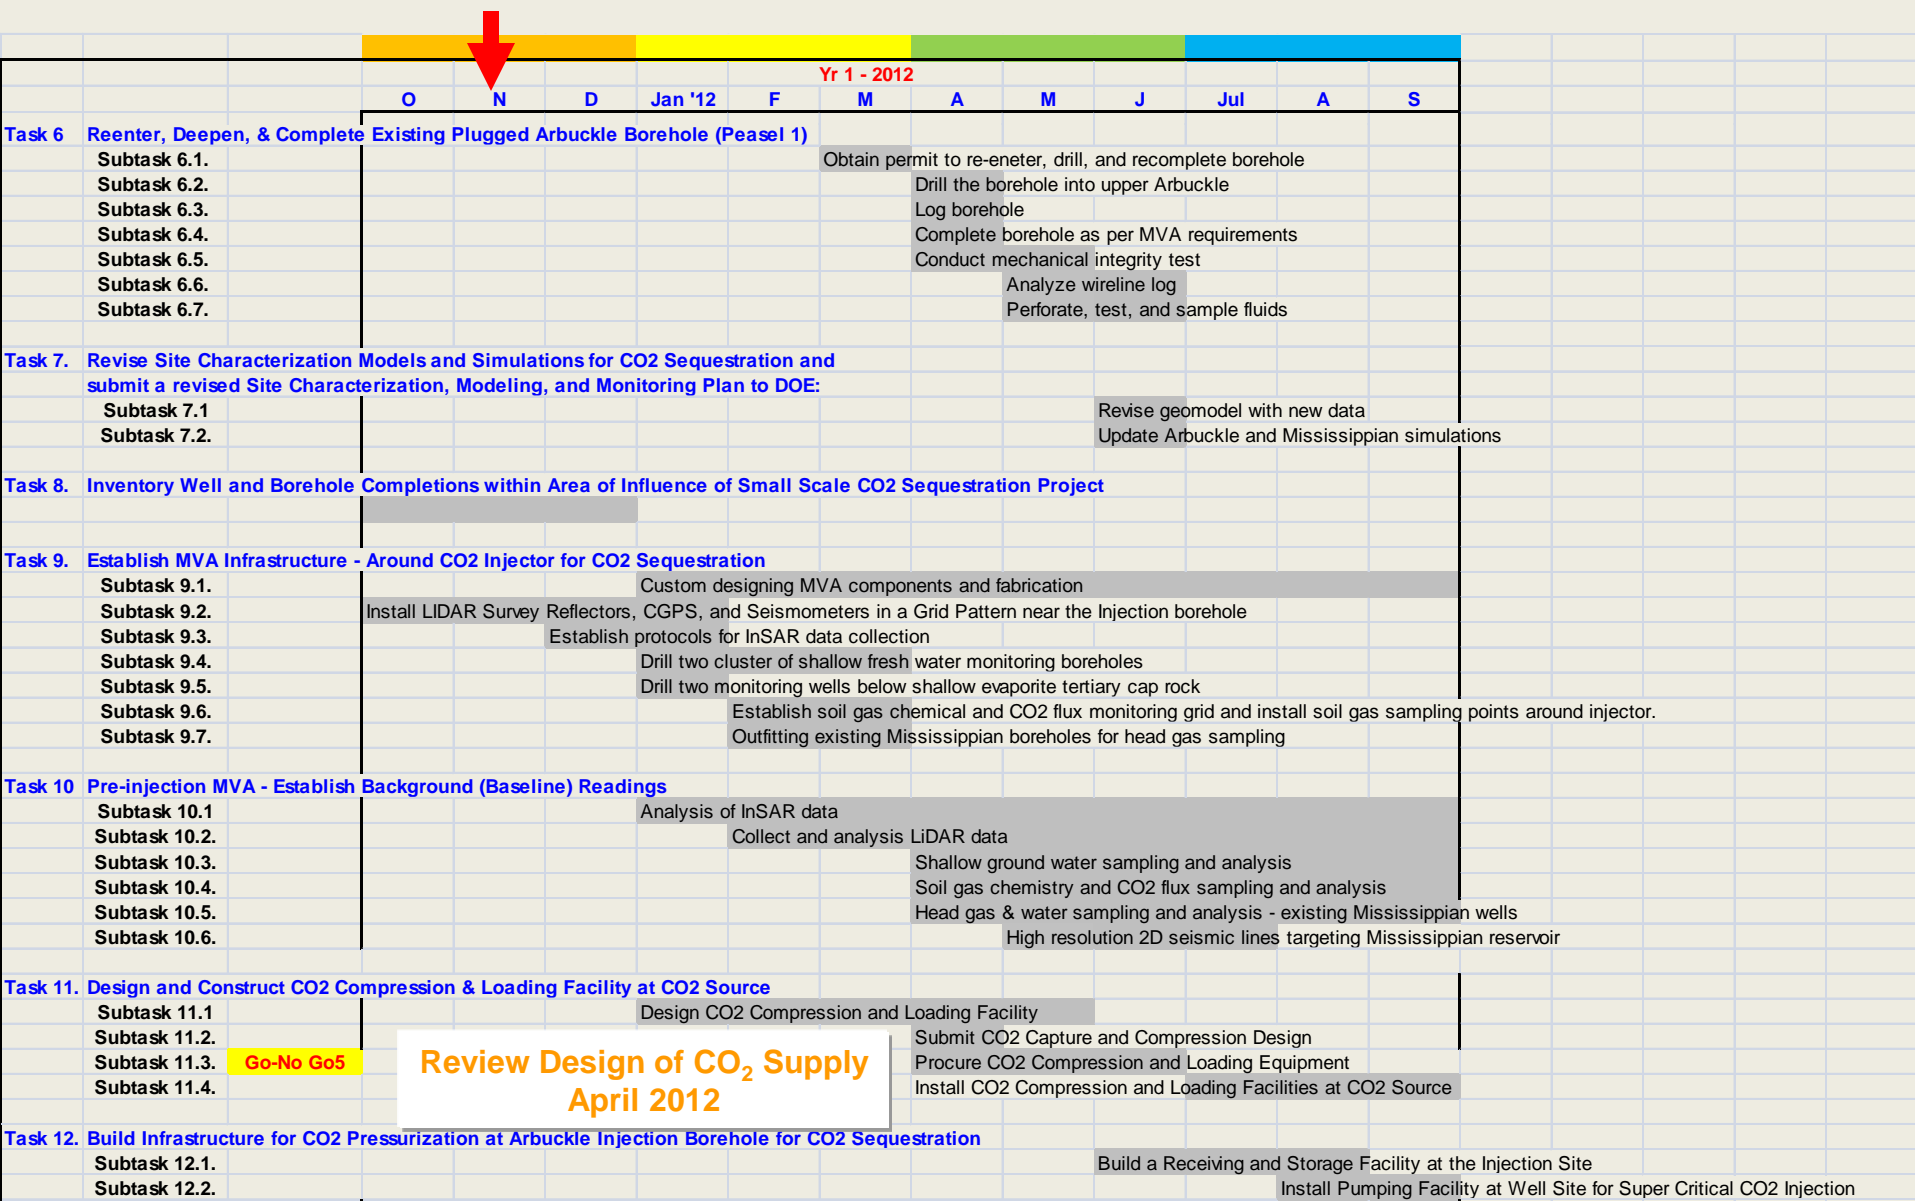 Yr 1 - 2012
O N D Jan '12 F M A M J Jul A S
Task 6 Reenter, Deepen, & Complete Existing Plugged Arbuckle Borehole (Peasel 1)
Subtask 6.1. Obtain permit to re-eneter, drill, and recomplete borehole
Subtask 6.2. Drill the borehole into upper Arbuckle
Subtask 6.3. Log borehole
Subtask 6.4. Complete borehole as per MVA requirements
Subtask 6.5. Conduct mechanical integrity test
Subtask 6.6. Analyze wireline log
Subtask 6.7. Perforate, test, and sample fluids
Task 7. Revise Site Characterization Models and Simulations for CO2 Sequestration and
submit a revised Site Characterization, Modeling, and Monitoring Plan to DOE:
Subtask 7.1 Revise geomodel with new data
Subtask 7.2. Update Arbuckle and Mississippian simulations
Task 8. Inventory Well and Borehole Completions within Area of Influence of Small Scale CO2 Sequestration Project
Task 9. Establish MVA Infrastructure - Around CO2 Injector for CO2 Sequestration
Subtask 9.1. Custom designing MVA components and fabrication
Subtask 9.2. Install LIDAR Survey Reflectors, CGPS, and Seismometers in a Grid Pattern near the Injection borehole
Subtask 9.3. Establish protocols for InSAR data collection
Subtask 9.4. Drill two cluster of shallow fresh water monitoring boreholes
Subtask 9.5. Drill two monitoring wells below shallow evaporite tertiary cap rock
Subtask 9.6. Establish soil gas chemical and CO2 flux monitoring grid and install soil gas sampling points around injector.
Subtask 9.7. Outfitting existing Mississippian boreholes for head gas sampling
Task 10 Pre-injection MVA - Establish Background (Baseline) Readings
Subtask 10.1 Analysis of InSAR data
Subtask 10.2. Collect and analysis LiDAR data
Subtask 10.3. Shallow ground water sampling and analysis
Subtask 10.4. Soil gas chemistry and CO2 flux sampling and analysis
Subtask 10.5. Head gas & water sampling and analysis - existing Mississippian wells
Subtask 10.6. High resolution 2D seismic lines targeting Mississippian reservoir
Task 11. Design and Construct CO2 Compression & Loading Facility at CO2 Source
Subtask 11.1 Design CO2 Compression and Loading Facility
Subtask 11.2. Submit CO2 Capture and Compression Design
Subtask 11.3. Go-No Go5 Procure CO2 Compression and Loading Equipment
Subtask 11.4. Install CO2 Compression and Loading Facilities at CO2 Source
Review Design of CO2 Supply
April 2012
Task 12. Build Infrastructure for CO2 Pressurization at Arbuckle Injection Borehole for CO2 Sequestration
Subtask 12.1. Build a Receiving and Storage Facility at the Injection Site
Subtask 12.2. Install Pumping Facility at Well Site for Super Critical CO2 Injection